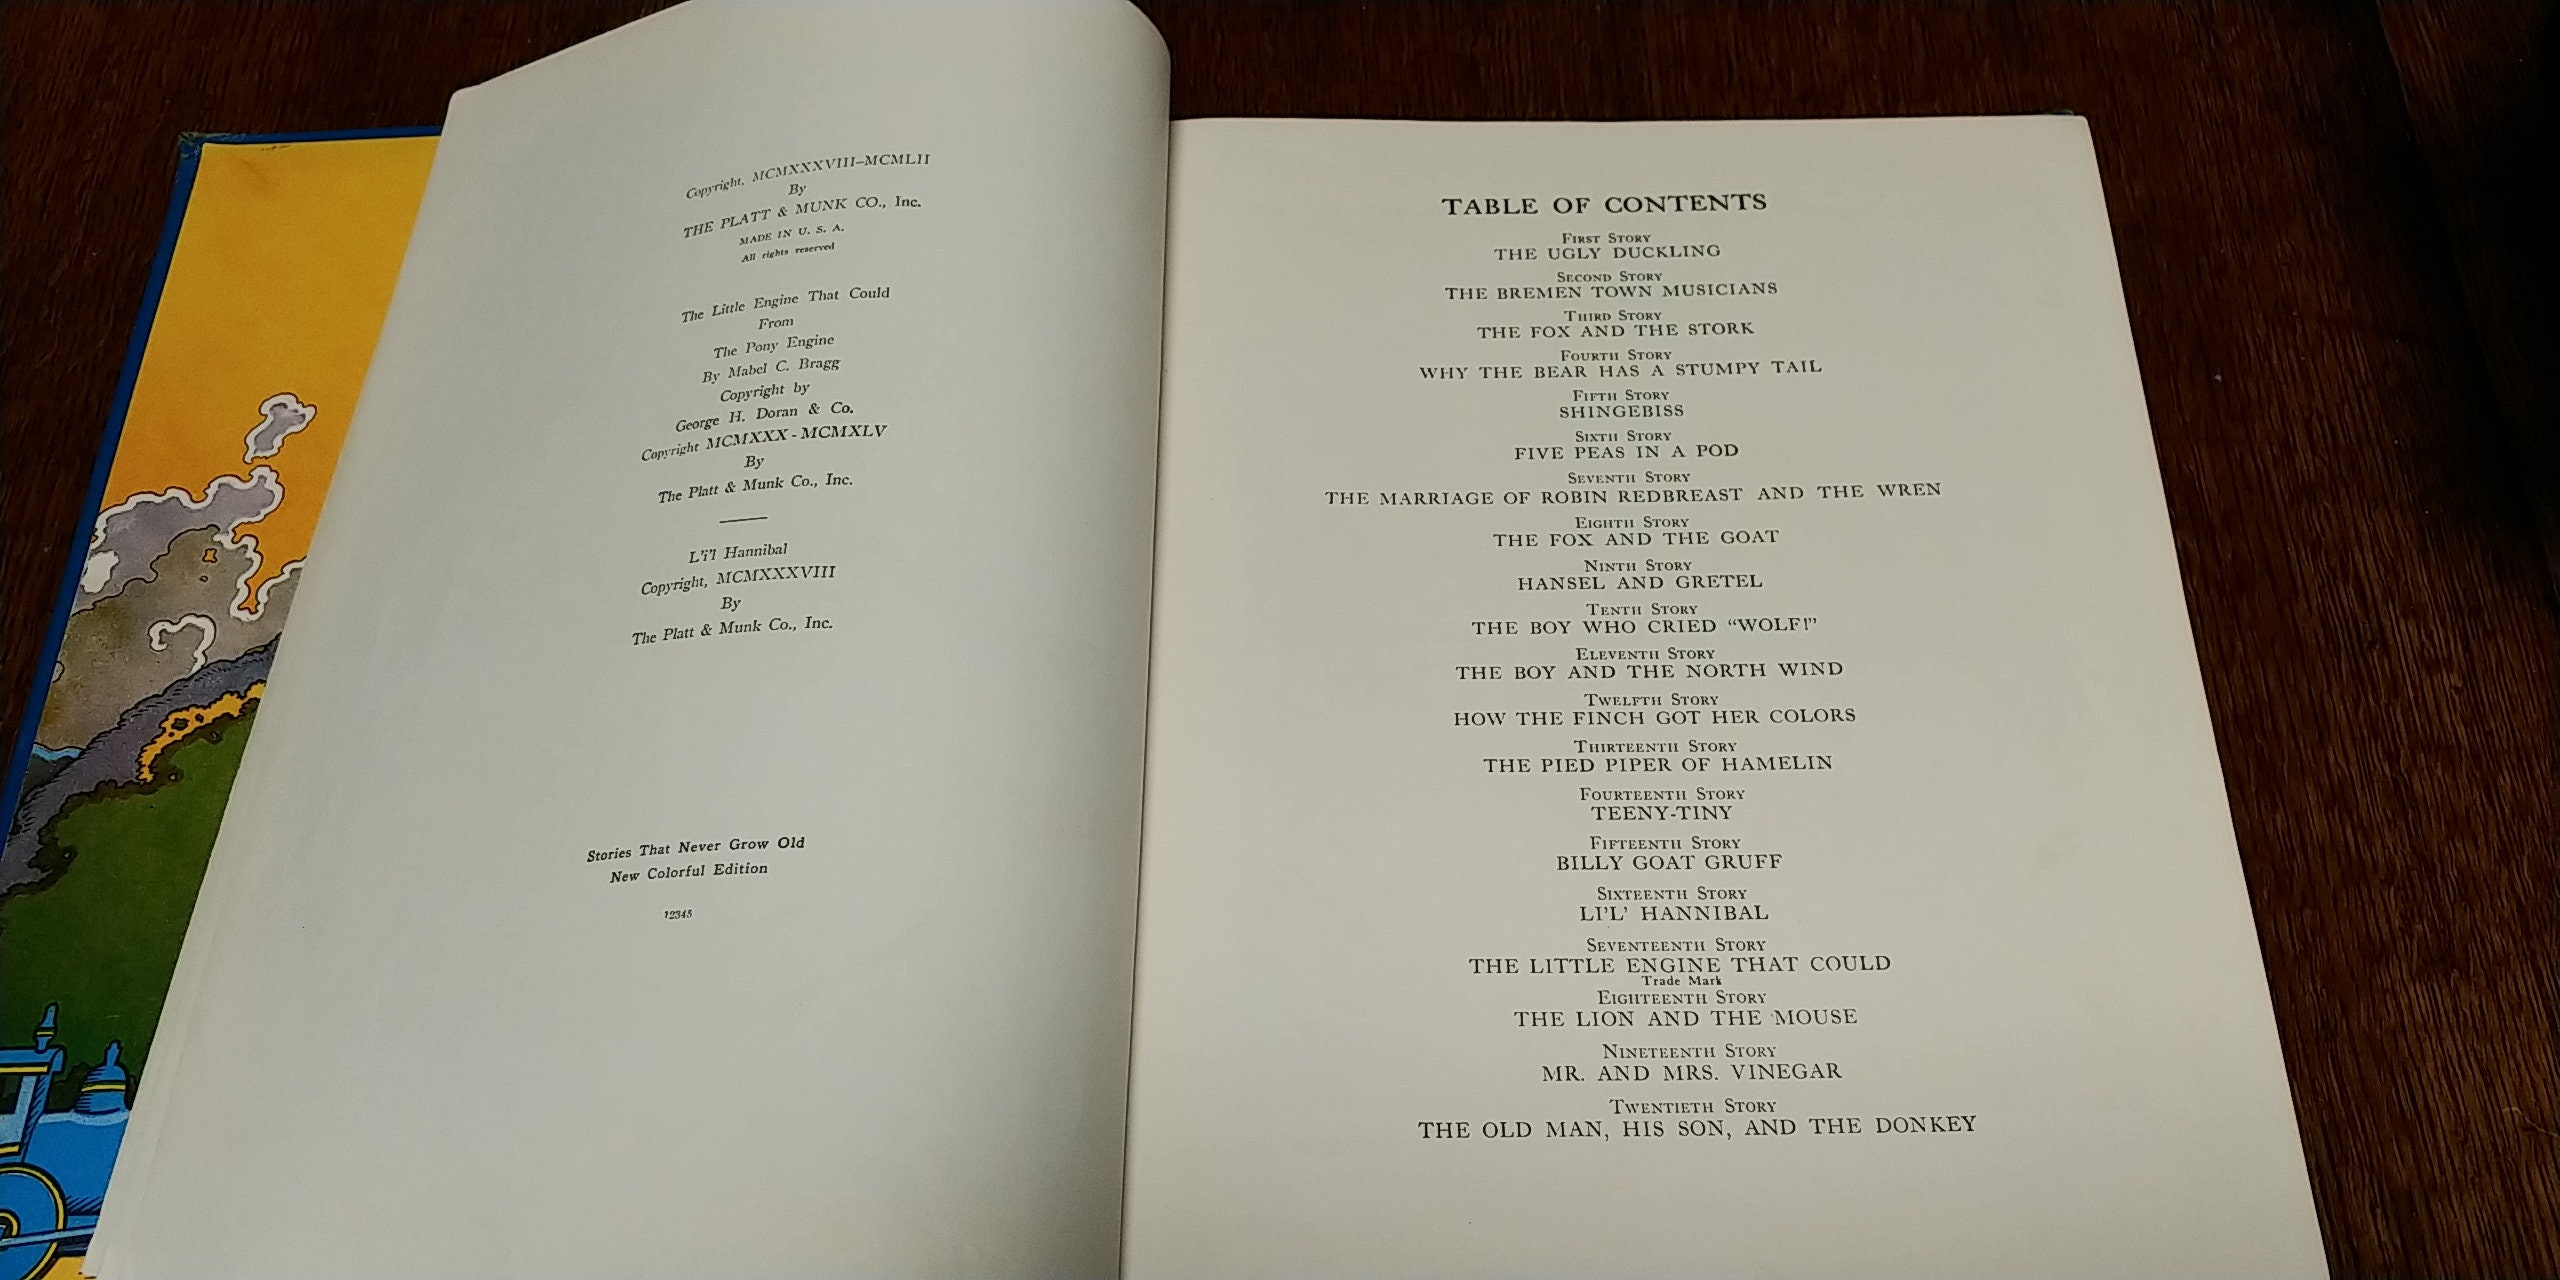 Copyright, MCMXXXVIII–MCMLII
By
THE PLATT & MUNK CO., Inc.
MADE IN U. S. A.
All rights reserved
The Little Engine That Could
From
The Pony Engine
By Mabel C. Bragg
Copyright by
George H. Doran & Co.
Copyright MCMXXX - MCMXLV
By
The Platt & Munk Co., Inc.
L'i'l Hannibal
Copyright, MCMXXXVIII
By
The Platt & Munk Co., Inc.
Stories That Never Grow Old
New Colorful Edition
12345
TABLE OF CONTENTS
First Story
THE UGLY DUCKLING
Second Story
THE BREMEN TOWN MUSICIANS
Third Story
THE FOX AND THE STORK
Fourth Story
WHY THE BEAR HAS A STUMPY TAIL
Fifth Story
SHINGEBISS
Sixth Story
FIVE PEAS IN A POD
Seventh Story
THE MARRIAGE OF ROBIN REDBREAST AND THE WREN
Eighth Story
THE FOX AND THE GOAT
Ninth Story
HANSEL AND GRETEL
Tenth Story
THE BOY WHO CRIED “WOLF!”
Eleventh Story
THE BOY AND THE NORTH WIND
Twelfth Story
HOW THE FINCH GOT HER COLORS
Thirteenth Story
THE PIED PIPER OF HAMELIN
Fourteenth Story
TEENY-TINY
Fifteenth Story
BILLY GOAT GRUFF
Sixteenth Story
LI'L' HANNIBAL
Seventeenth Story
THE LITTLE ENGINE THAT COULD
Trade Mark
Eighteenth Story
THE LION AND THE MOUSE
Nineteenth Story
MR. AND MRS. VINEGAR
Twentieth Story
THE OLD MAN, HIS SON, AND THE DONKEY